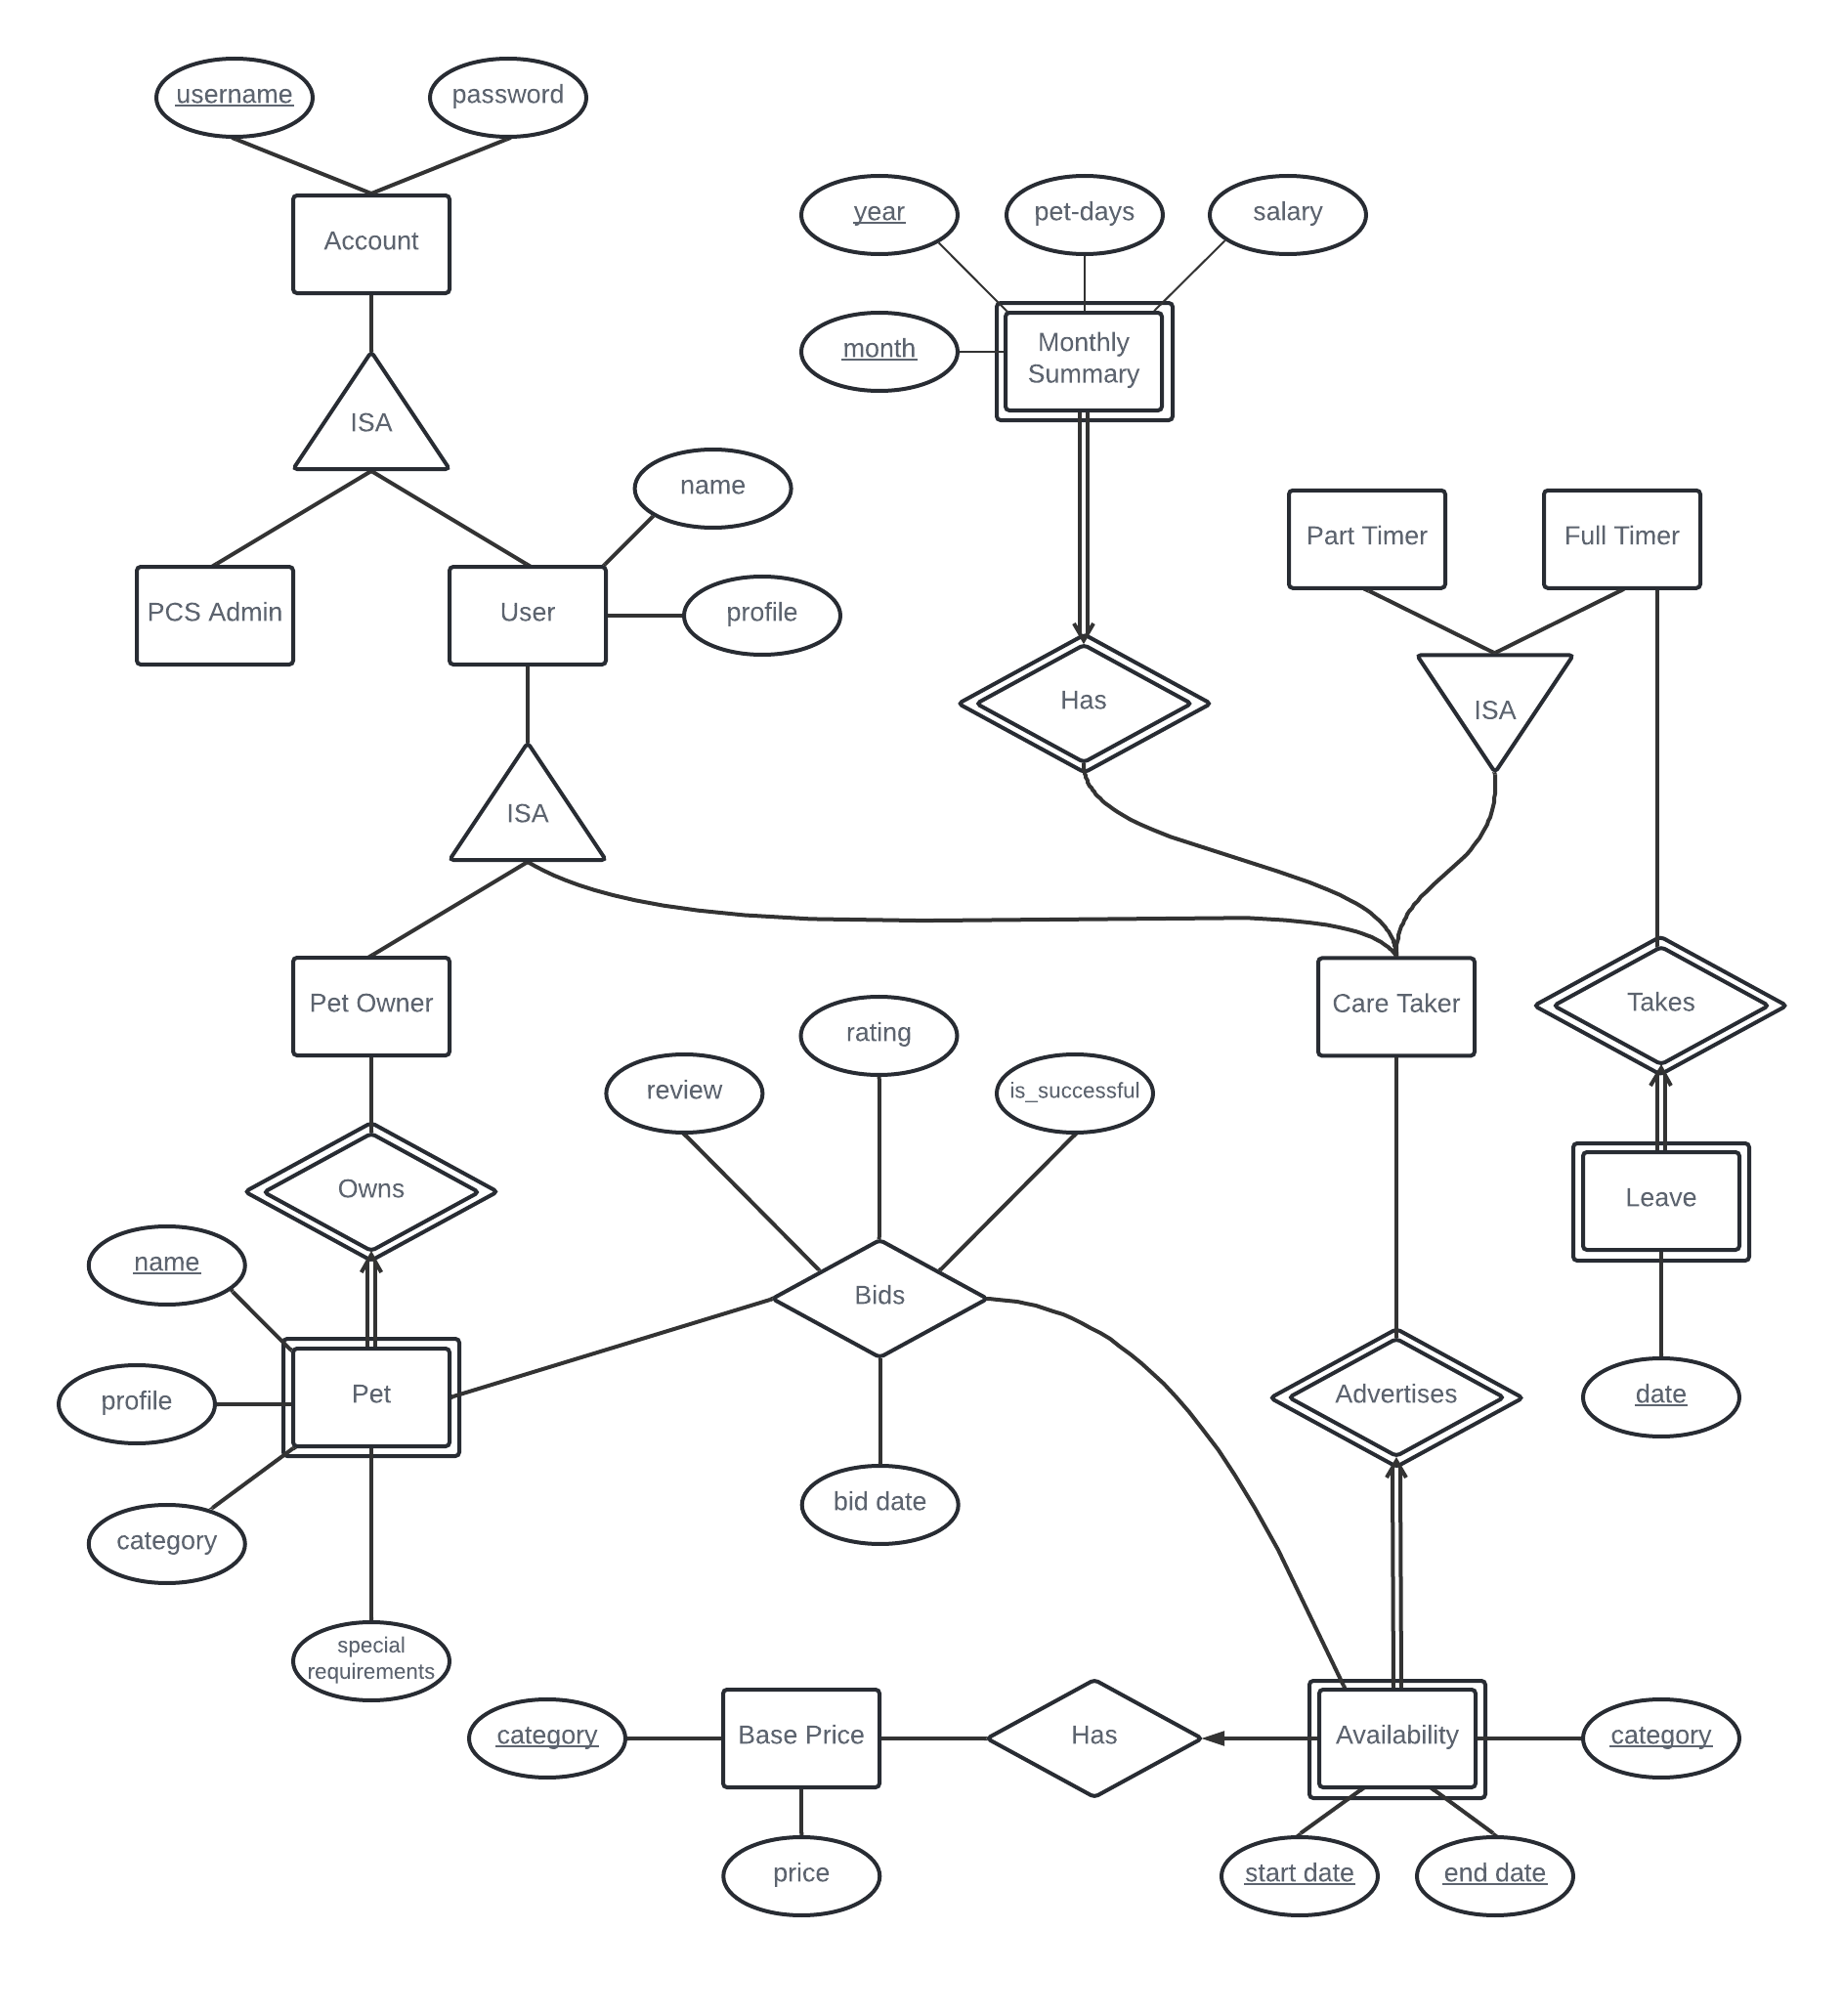 username
password
Account
year
pet-days
salary
month
Monthly
Summary
ISA
name
Part Timer
Full Timer
PCS Admin
User
profile
Has
ISA
ISA
Pet Owner
Care Taker
Takes
rating
review
is_successful
Owns
Leave
name
Bids
Pet
profile
Advertises
date
category
bid date
special
requirements
category
Base Price
Has
Availability
category
price
start date
end date